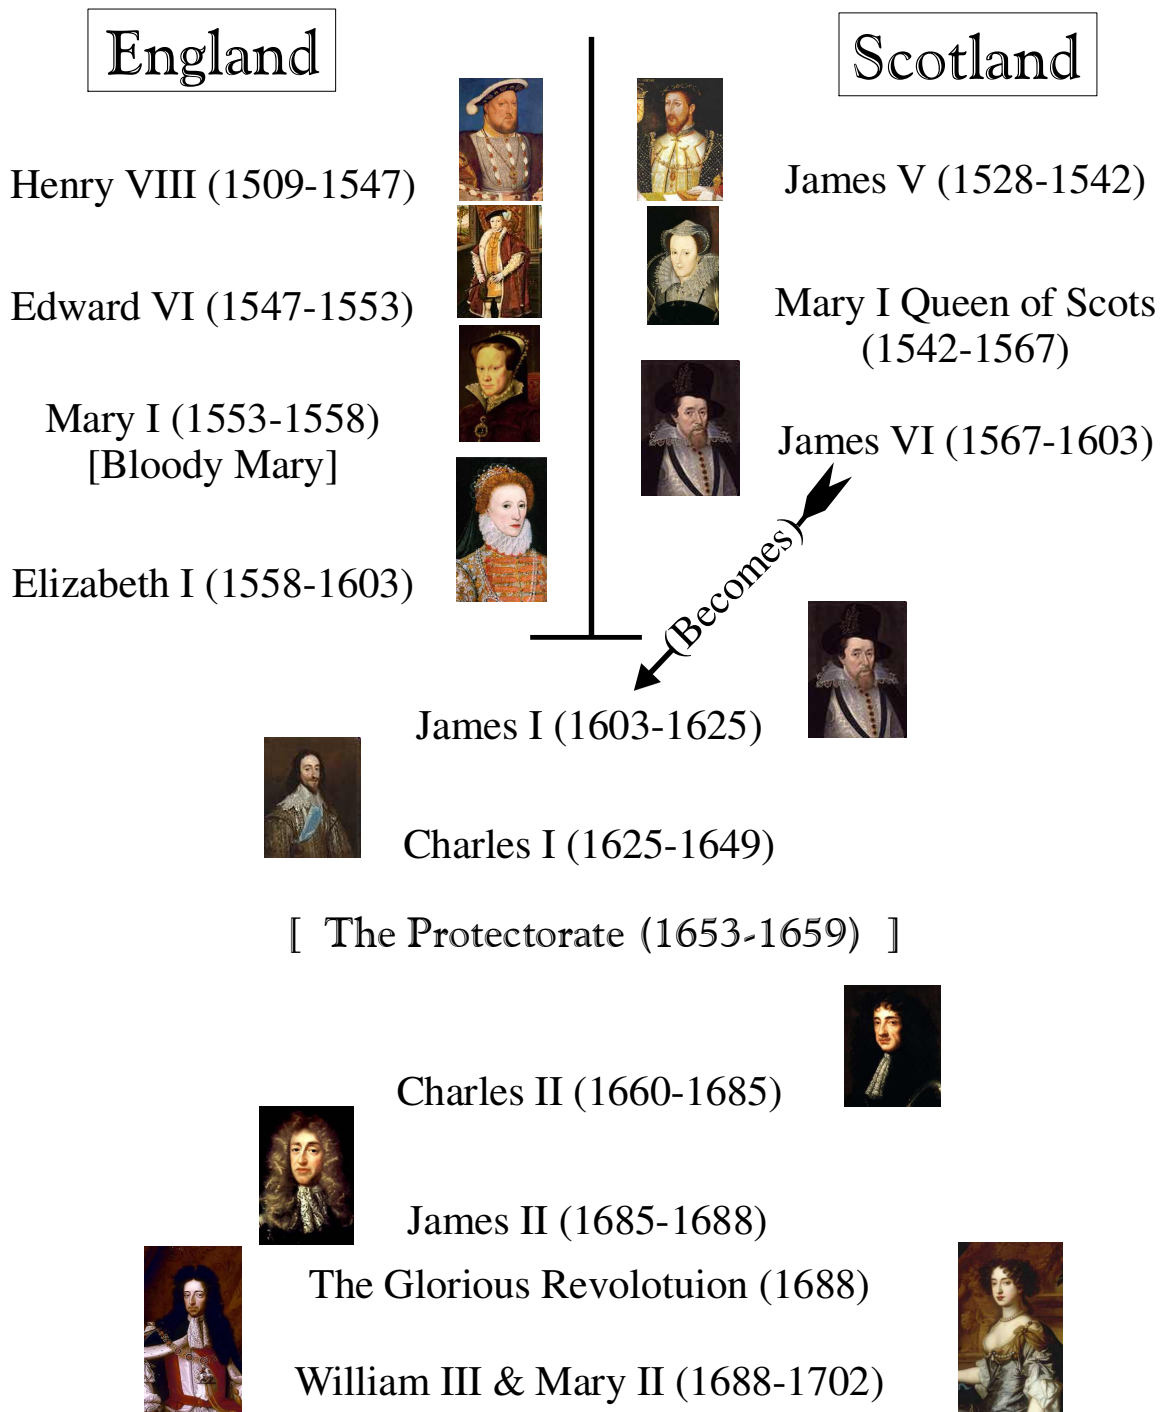 England
Scotland
Henry VIII (1509-1547)
James V (1528-1542)
Edward VI (1547-1553)
Mary I Queen of Scots
(1542-1567)
Mary I (1553-1558)
[Bloody Mary]
James VI (1567-1603)
Elizabeth I (1558-1603)
(Becomes)
James I (1603-1625)
Charles I (1625-1649)
[ The Protectorate (1653-1659) ]
Charles II (1660-1685)
James II (1685-1688)
The Glorious Revolotuion (1688)
William III & Mary II (1688-1702)